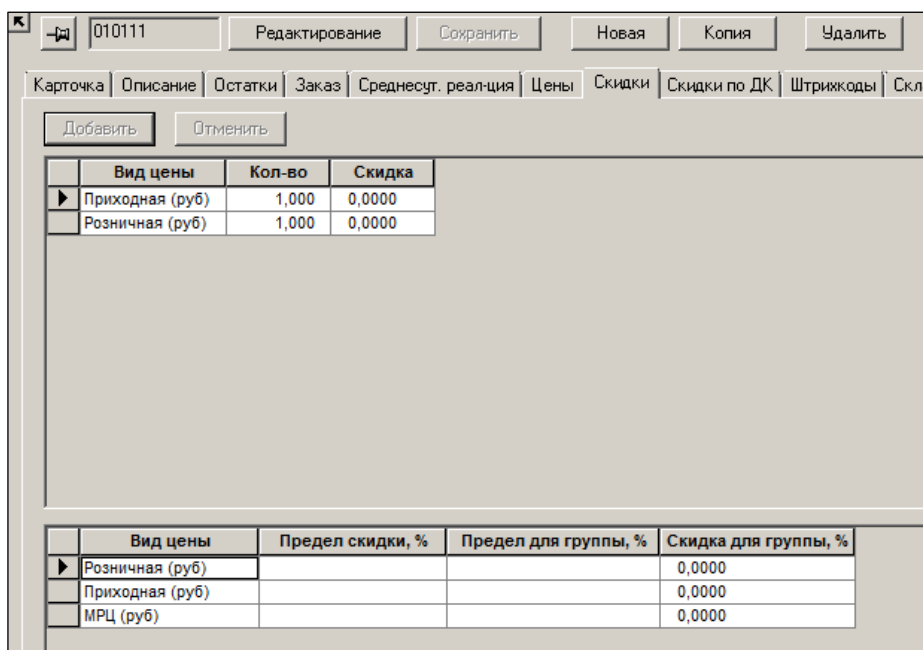 010111 Редактирование Сохранить Новая Копия Удалить
Карточка Описание Остатки Заказ Среднесут. реал-ция Цены Скидки Скидки по ДК Штрихкоды Скл
Добавить Отменить
Вид цены Кол-во Скидка
Приходная (руб) 1,000 0,0000
Розничная (руб) 1,000 0,0000
Вид цены Предел скидки, % Предел для группы, % Скидка для группы, %
Розничная (руб) 0,0000
Приходная (руб) 0,0000
МРЦ (руб) 0,0000